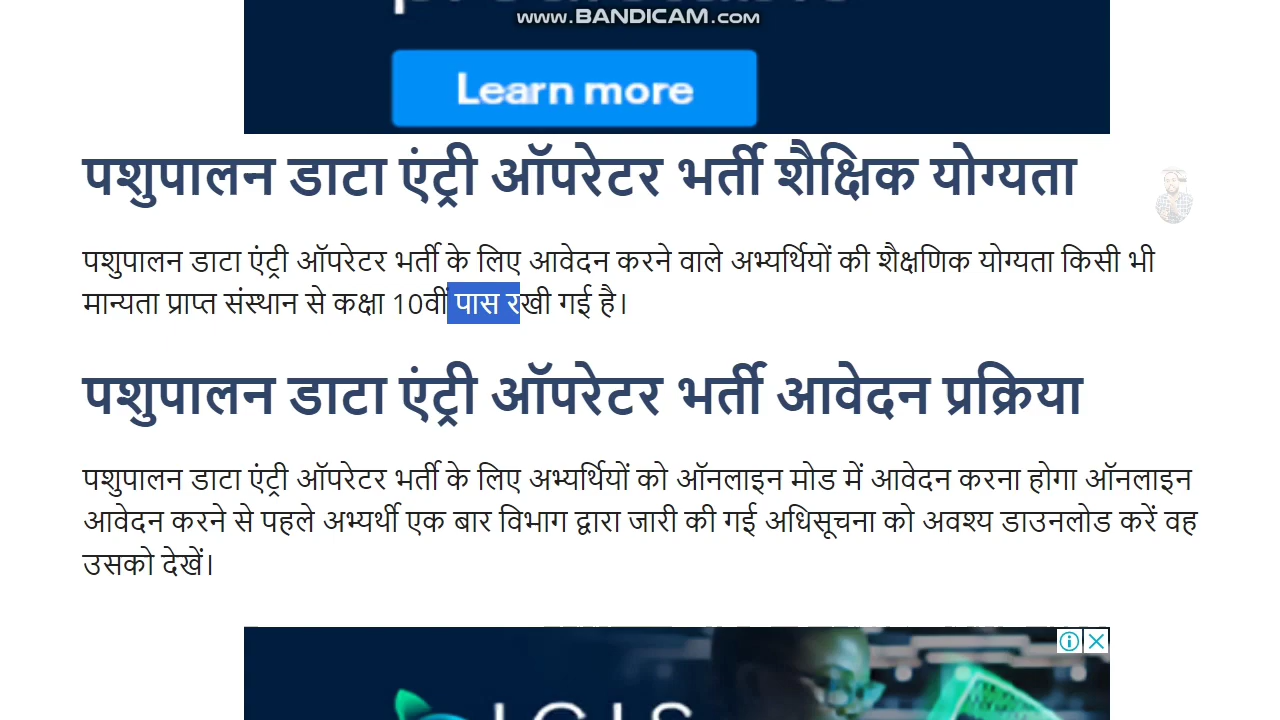 www.BANDICAM.com
Learn more
पशुपालन डाटा एंट्री ऑपरेटर भर्ती शैक्षिक योग्यता
पशुपालन डाटा एंट्री ऑपरेटर भर्ती के लिए आवेदन करने वाले अभ्यर्थियों की शैक्षणिक योग्यता किसी भी
मान्यता प्राप्त संस्थान से कक्षा 10वीं पास रखी गई है।
पशुपालन डाटा एंट्री ऑपरेटर भर्ती आवेदन प्रक्रिया
पशुपालन डाटा एंट्री ऑपरेटर भर्ती के लिए अभ्यर्थियों को ऑनलाइन मोड में आवेदन करना होगा ऑनलाइन
आवेदन करने से पहले अभ्यर्थी एक बार विभाग द्वारा जारी की गई अधिसूचना को अवश्य डाउनलोड करें वह
उसको देखें।